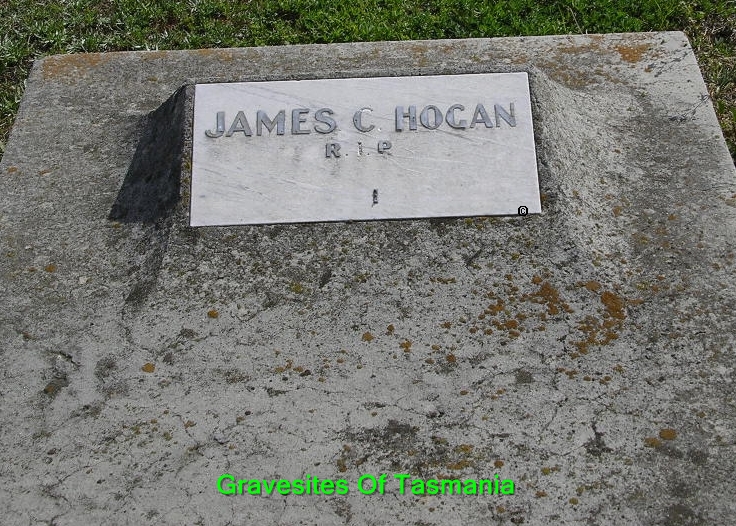 JAMES C. HOGAN
R.I.P
©
Gravesites Of Tasmania